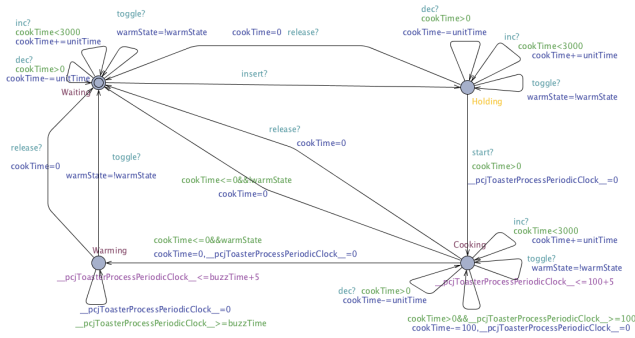 inc?
cookTime<3000
cookTime+=unitTime
toggle?
warmState=!warmState
dec?
cookTime>0
cookTime-=unitTime
Waiting
cookTime=0 release?
insert?
dec?
cookTime>0
cookTime-=unitTime
inc?
cookTime<3000
cookTime+=unitTime
toggle?
warmState=!warmState
Holding
release?
cookTime=0
toggle?
warmState=!warmState
release?
cookTime=0
cookTime<=0&&!warmState
cookTime=0
start?
cookTime>0
__pcjToasterProcessPeriodicClock__=0
Warming
cookTime<=0&&warmState
cookTime=0,__pcjToasterProcessPeriodicClock__=0
__pcjToasterProcessPeriodicClock__<=buzzTime+5
__pcjToasterProcessPeriodicClock__=0
__pcjToasterProcessPeriodicClock__>=buzzTime
Cooking
inc?
cookTime<3000
cookTime+=unitTime
toggle?
warmState=!warmState
__pcjToasterProcessPeriodicClock__<=100+5
dec? cookTime>0
cookTime-=unitTime
cookTime>0&&__pcjToasterProcessPeriodicClock__>=100
cookTime-=100,__pcjToasterProcessPeriodicClock__=0